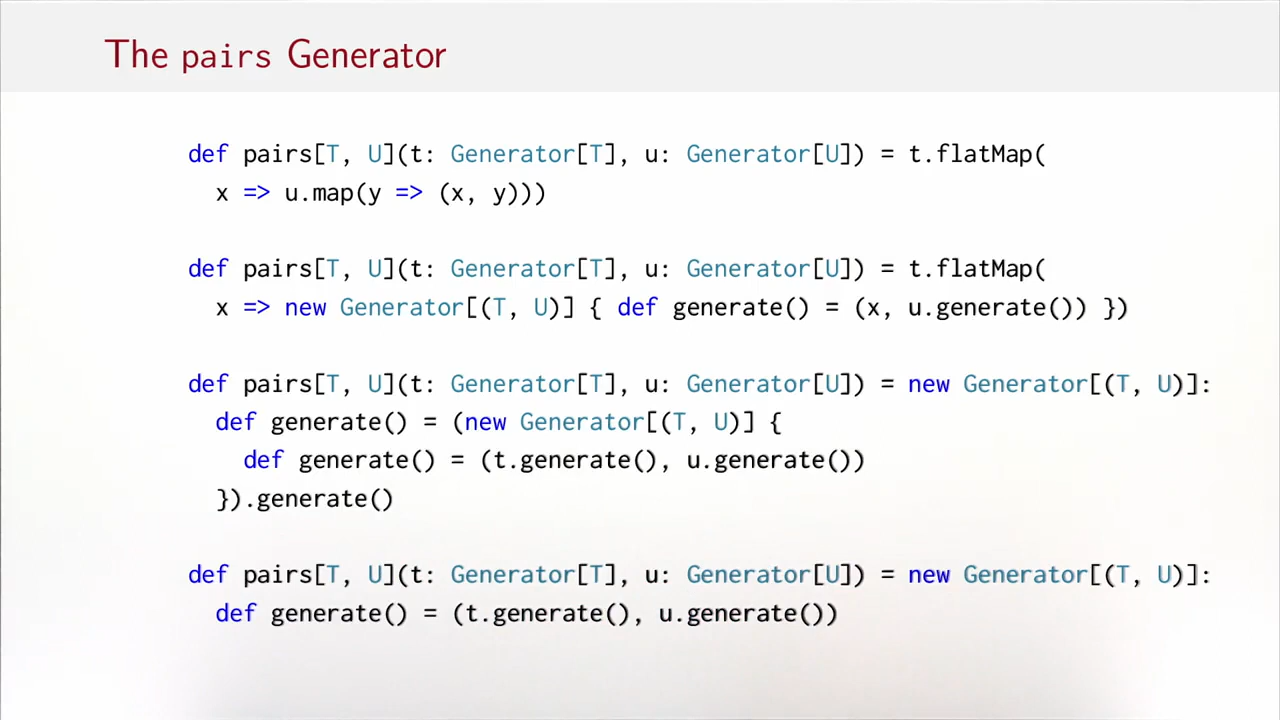 The pairs Generator
def pairs[T, U](t: Generator[T], u: Generator[U]) = t.flatMap(
x => u.map(y => (x, y)))
def pairs[T, U](t: Generator[T], u: Generator[U]) = t.flatMap(
x => new Generator[(T, U)] { def generate() = (x, u.generate()) })
def pairs[T, U](t: Generator[T], u: Generator[U]) = new Generator[(T, U)]:
def generate() = (new Generator[(T, U)] {
def generate() = (t.generate(), u.generate())
}).generate()
def pairs[T, U](t: Generator[T], u: Generator[U]) = new Generator[(T, U)]:
def generate() = (t.generate(), u.generate())